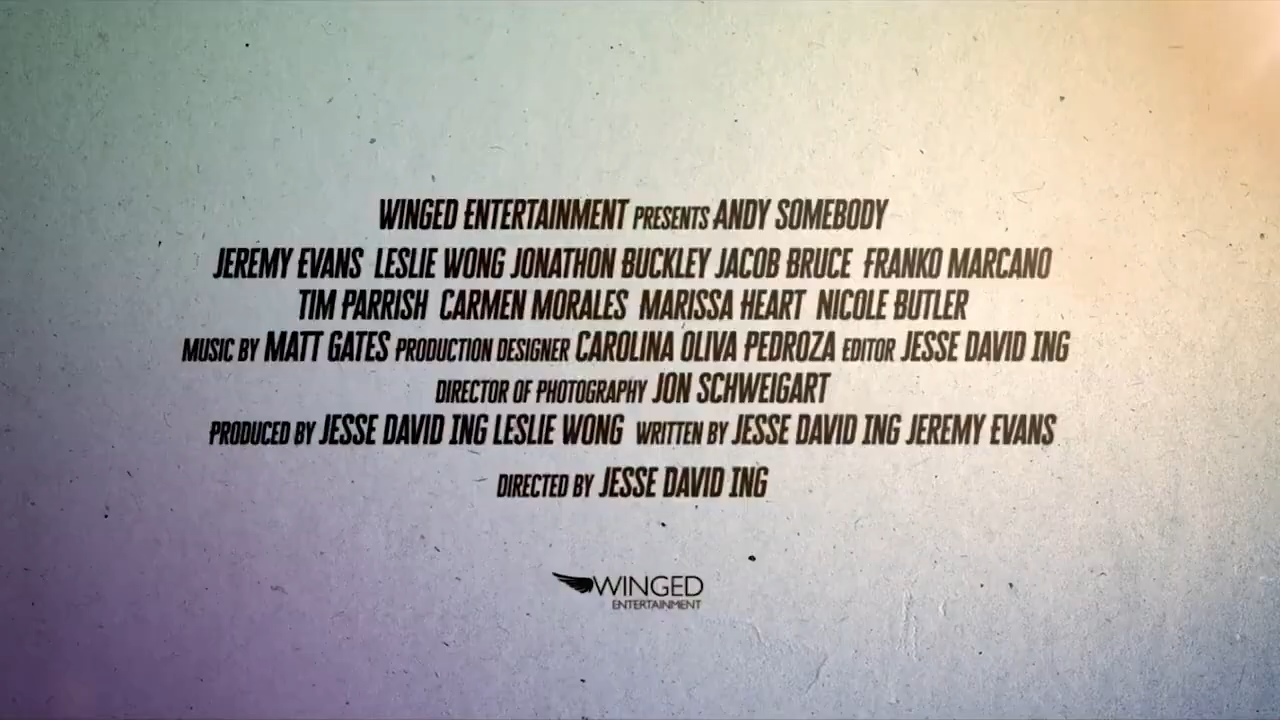 WINGED ENTERTAINMENT PRESENTS ANDY SOMEBODY
JEREMY EVANS LESLIE WONG JONATHON BUCKLEY JACOB BRUCE FRANKO MARCANO
TIM PARRISH CARMEN MORALES MARISSA HEART NICOLE BUTLER
MUSIC BY MATT GATES PRODUCTION DESIGNER CAROLINA OLIVA PEDROZA EDITOR JESSE DAVID ING
DIRECTOR OF PHOTOGRAPHY JON SCHWEIGART
PRODUCED BY JESSE DAVID ING LESLIE WONG WRITTEN BY JESSE DAVID ING JEREMY EVANS
DIRECTED BY JESSE DAVID ING
WINGED
ENTERTAINMENT